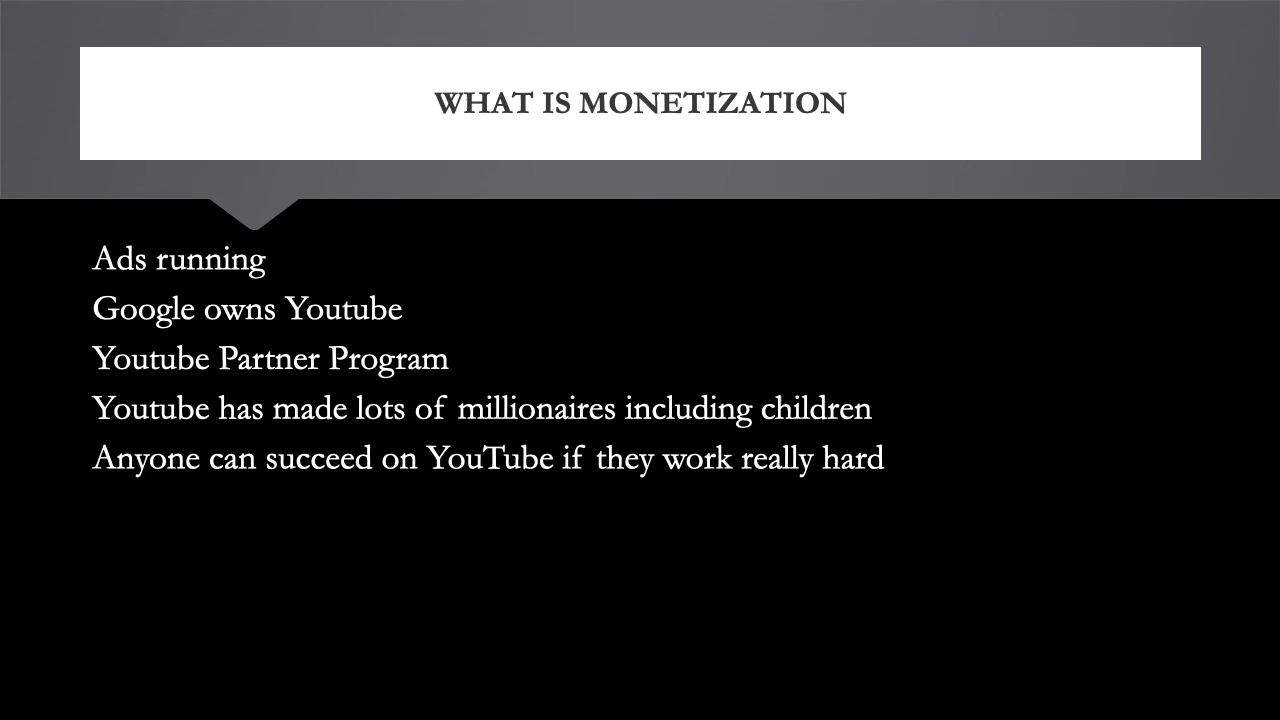 WHAT IS MONETIZATION
Ads running
Google owns Youtube
Youtube Partner Program
Youtube has made lots of millionaires including children
Anyone can succeed on YouTube if they work really hard